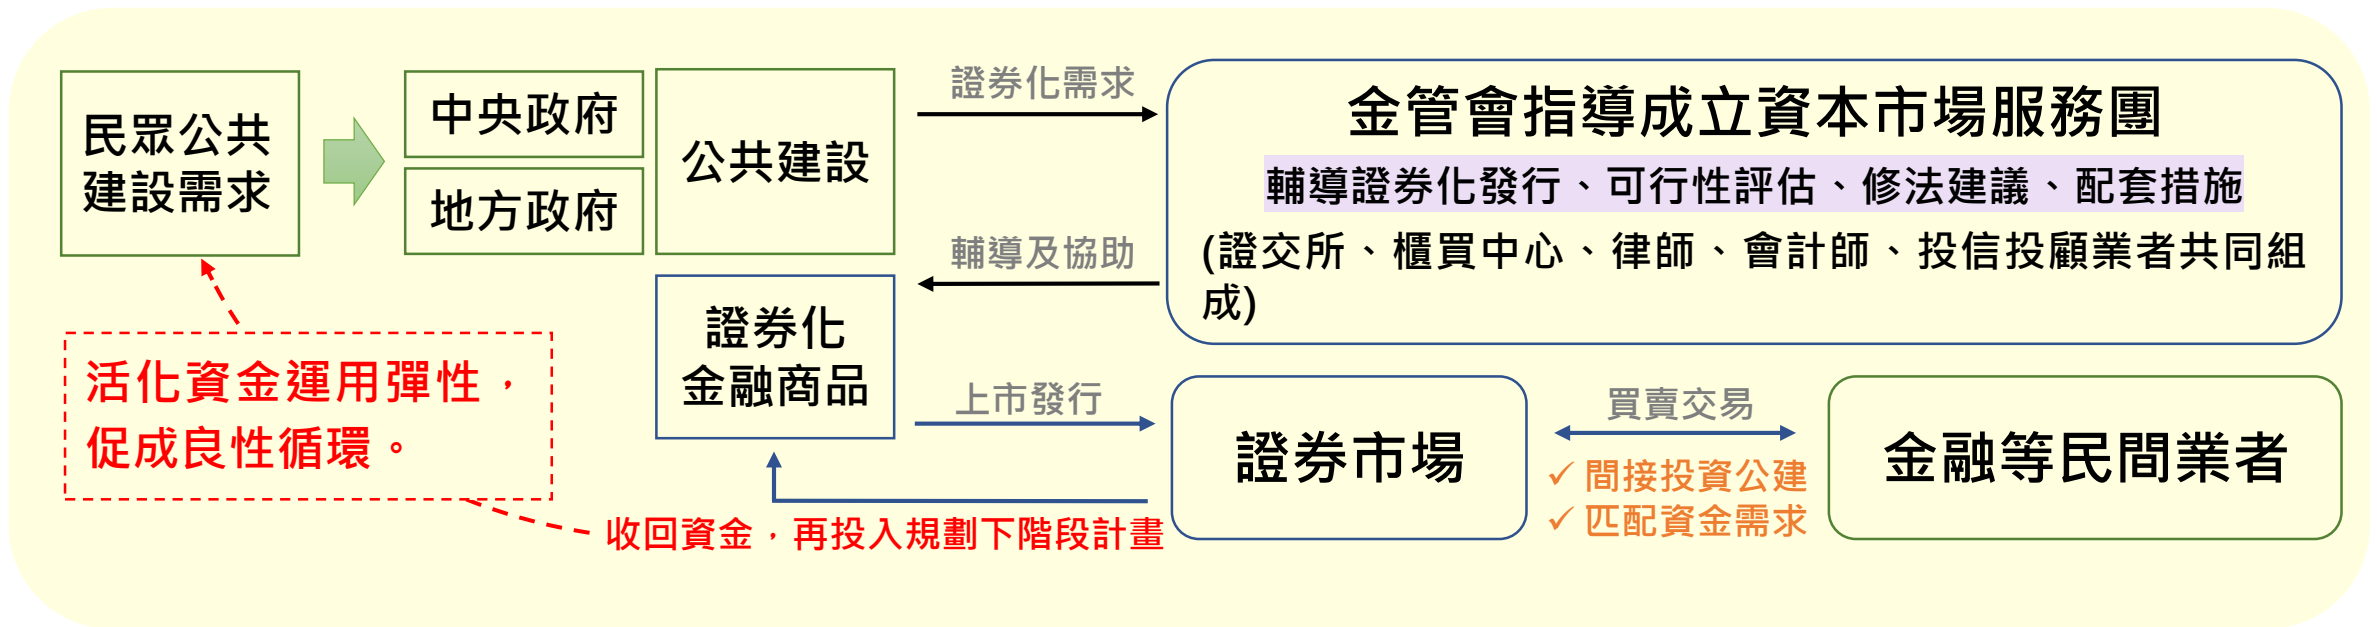 民眾公共
建設需求
中央政府
地方政府
公共建設
證券化需求
金管會指導成立資本市場服務團
輔導證券化發行、可行性評估、修法建議、配套措施
(證交所、櫃買中心、律師、會計師、投信投顧業者共同組
成)
輔導及協助
證券化
金融商品
活化資金運用彈性，
促成良性循環。
上市發行
證券市場
買賣交易
✓ 間接投資公建
✓ 匹配資金需求
金融等民間業者
收回資金，再投入規劃下階段計畫